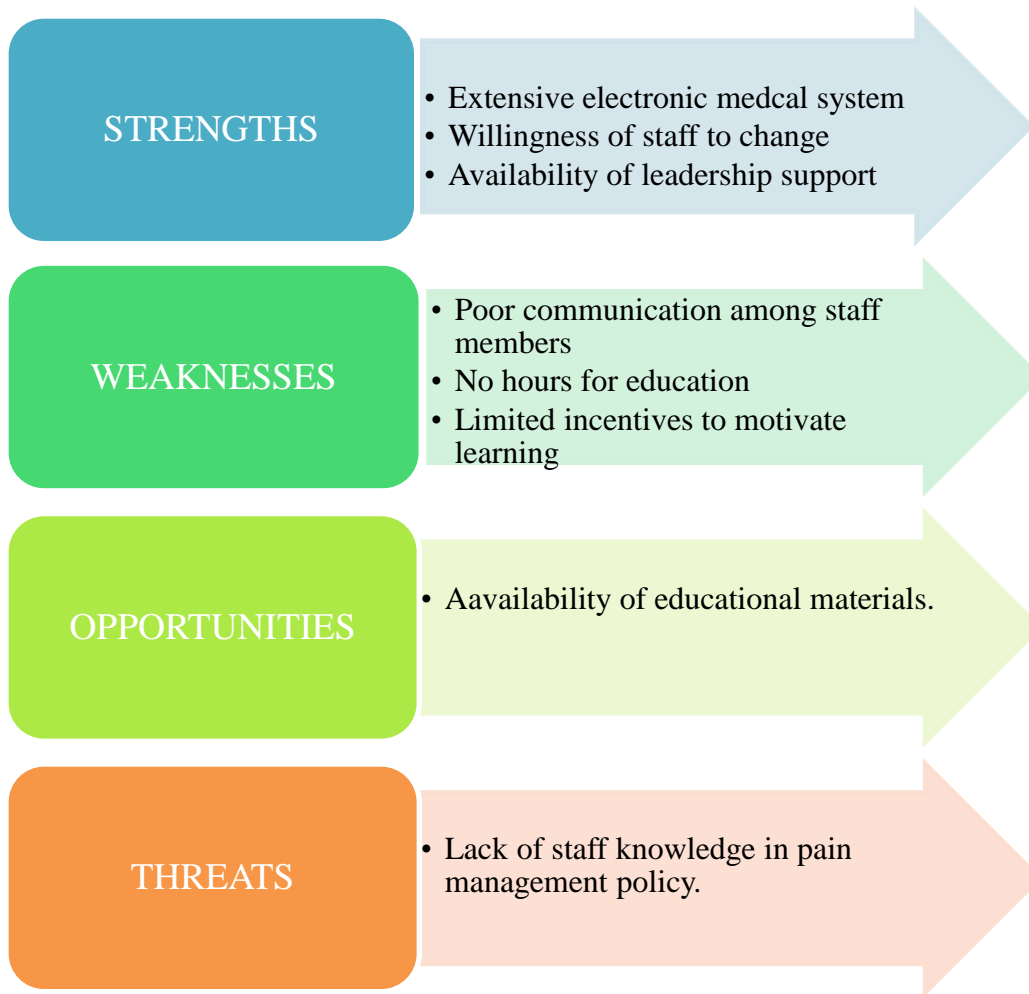 STRENGTHS
• Extensive electronic medcal system
• Willingness of staff to change
• Availability of leadership support
WEAKNESSES
• Poor communication among staff
members
• No hours for education
• Limited incentives to motivate
learning
OPPORTUNITIES
• Aavailability of educational materials.
THREATS
• Lack of staff knowledge in pain
management policy.